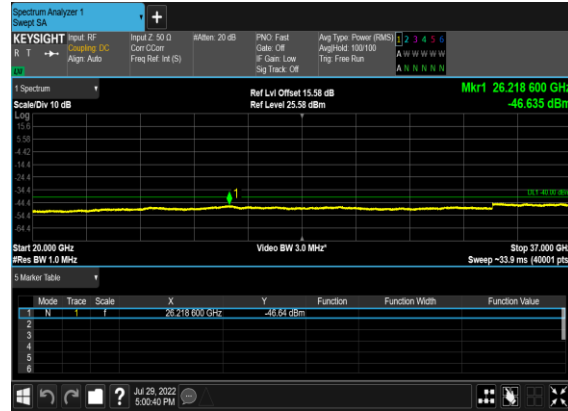 Spectrum Analyzer 1
Swept SA
+
KEYSIGHT Input: RF Input Z: 50 Ω #Atten: 20 dB PNO: Fast Avg Type: Power (RMS) 1 2 3 4 5 6
R T Coupling: DC Corr CCorr Gate: Off Avg|Hold: 100/100 A W W W W W
Align: Auto Freq Ref: Int (S) IF Gain: Low Trig: Free Run
Sig Track: Off A N N N N N
1 Spectrum Ref Lvl Offset 15.58 dB Mkr1 26.218 600 GHz
Scale/Div 10 dB Ref Level 25.58 dBm -46.635 dBm
Log
15.6
5.58
-4.42
-14.4
-24.4
-34.4
1
-44.4
-54.4
-64.4
Start 20.000 GHz Video BW 3.0 MHz* Stop 37.000 GHz
#Res BW 1.0 MHz Sweep ~33.9 ms (40001 pts)
5 Marker Table
Mode Trace Scale X Y Function Function Width Function Value
1 N 1 f 26.218 600 GHz -46.64 dBm
2
3
4
5
6
? Jul 29, 2022
5:00:40 PM